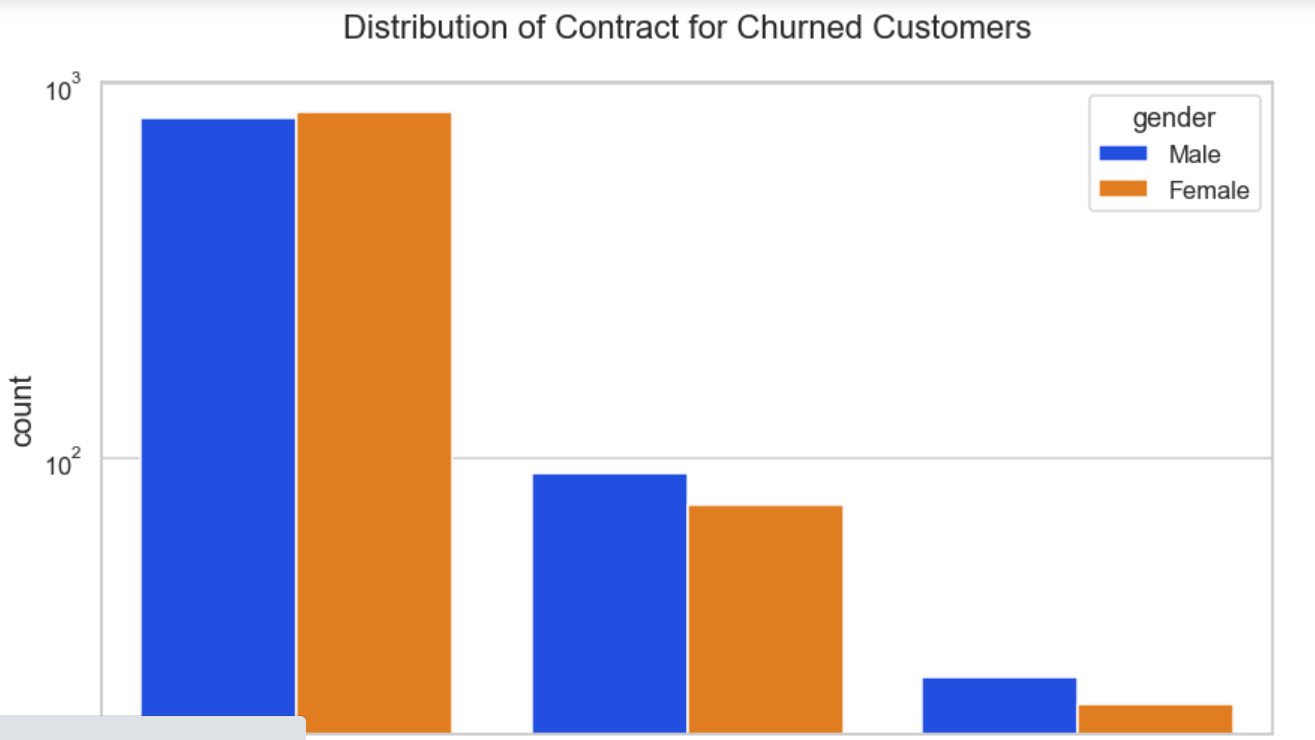 Distribution of Contract for Churned Customers
10³
gender
Male
Female
count
10²